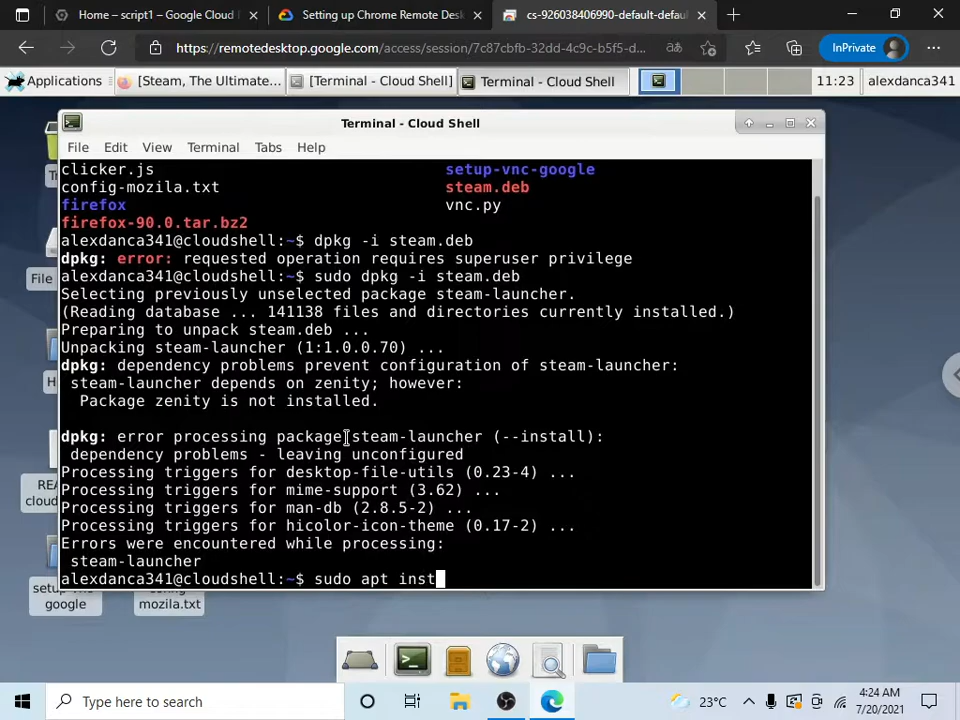 Home – script1 – Google Cloud
Setting up Chrome Remote Desk
cs-926038406990-default-defau
https://remotedesktop.google.com/access/session/7c87cbfb-32dd-4c9c-b5f5-d...
InPrivate
Applications
[Steam, The Ultimate...
[Terminal - Cloud Shell]
Terminal - Cloud Shell
11:23
alexdanca341
Terminal - Cloud Shell
File Edit View Terminal Tabs Help
clicker.js setup-vnc-google
config-mozila.txt steam.deb
firefox vnc.py
firefox-90.0.tar.bz2
alexdanca341@cloudshell:~$ dpkg -i steam.deb
dpkg: error: requested operation requires superuser privilege
alexdanca341@cloudshell:~$ sudo dpkg -i steam.deb
Selecting previously unselected package steam-launcher.
(Reading database ... 141138 files and directories currently installed.)
Preparing to unpack steam.deb ...
Unpacking steam-launcher (1:1.0.0.70) ...
dpkg: dependency problems prevent configuration of steam-launcher:
steam-launcher depends on zenity; however:
Package zenity is not installed.
dpkg: error processing package steam-launcher (--install):
dependency problems - leaving unconfigured
Processing triggers for desktop-file-utils (0.23-4) ...
Processing triggers for mime-support (3.62) ...
Processing triggers for man-db (2.8.5-2) ...
Processing triggers for hicolor-icon-theme (0.17-2) ...
Errors were encountered while processing:
steam-launcher
alexdanca341@cloudshell:~$ sudo apt inst
Tr
File
H
RE
cloud
setup-vnc
google
config
mozila.txt
Type here to search
23°C
4:24 AM
7/20/2021